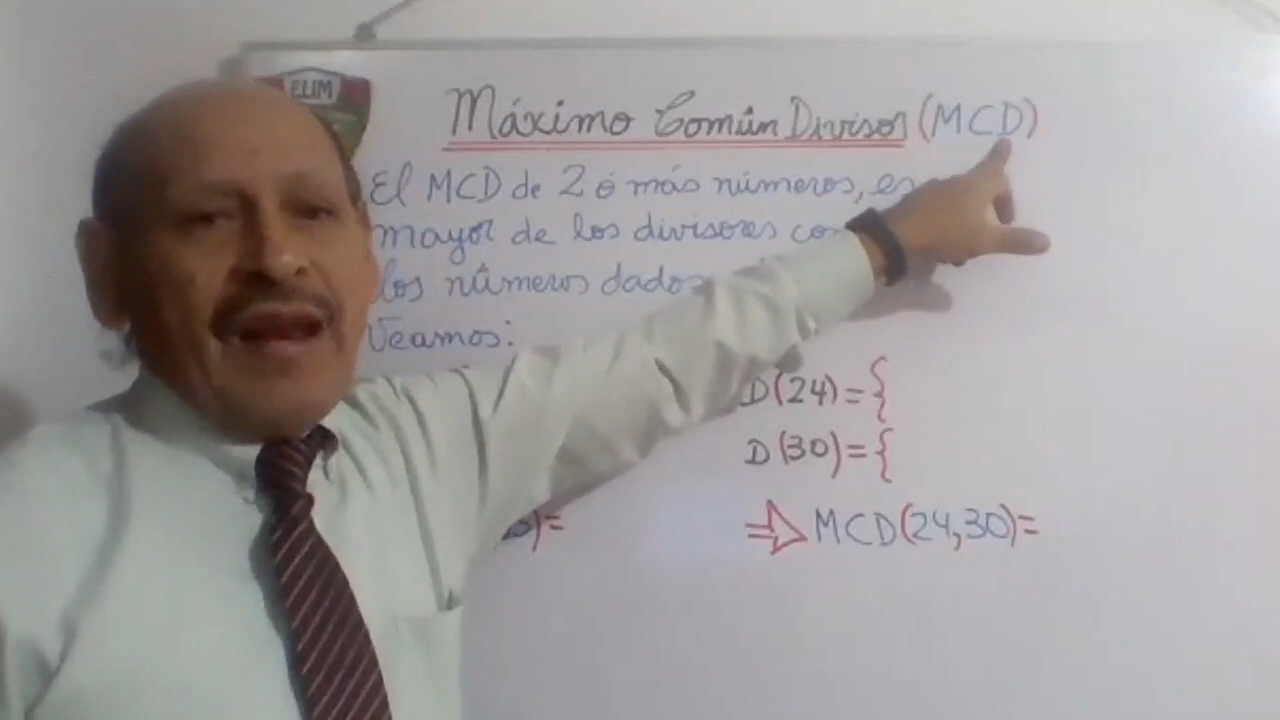 ELIM
Máximo Común Divisor (MCD)
El MCD de 2 ó más números, es
mayor de los divisores
los números dados
Veamos:
D(24)={
D(30)={
)=
⇒ MCD(24,30)=